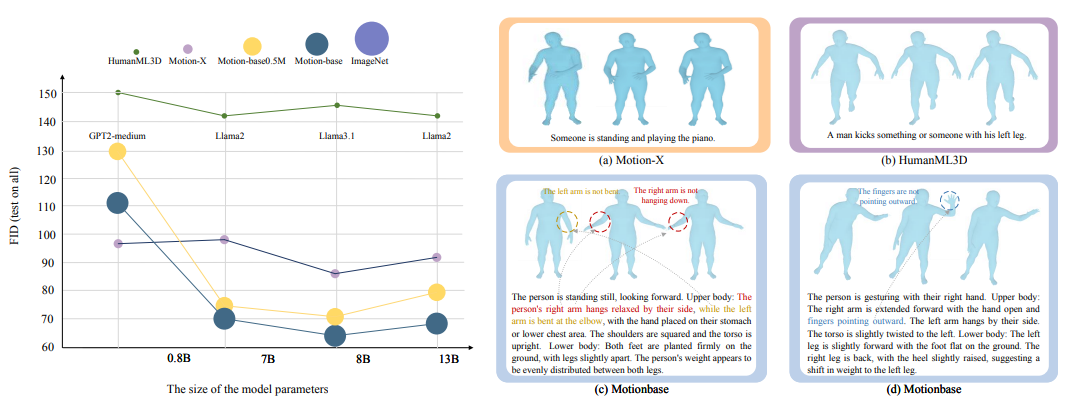 HumanML3D
Motion-X
Motion-base0.5M
Motion-base
ImageNet
FID (test on all)
150
140
130
120
110
100
90
80
70
60
GPT2-medium
Llama2
Llama3.1
Llama2
0.8B
7B
8B
13B
The size of the model parameters
Someone is standing and playing the piano.
(a) Motion-X
A man kicks something or someone with his left leg.
(b) HumanML3D
The left arm is not bent.
The right arm is not
hanging down.
The person is standing still, looking forward. Upper body: The
person's right arm hangs relaxed by their side, while the left
arm is bent at the elbow, with the hand placed on their stomach
or lower chest area. The shoulders are squared and the torso is
upright. Lower body: Both feet are planted firmly on the
ground, with legs slightly apart. The person's weight appears to
be evenly distributed between both legs.
(c) Motionbase
The fingers are not
pointing outward.
The person is gesturing with their right hand. Upper body:
The right arm is extended forward with the hand open and
fingers pointing outward. The left arm hangs by their side.
The torso is slightly twisted to the left. Lower body: The left
leg is slightly forward with the foot flat on the ground. The
right leg is back, with the heel slightly raised, suggesting a
shift in weight to the left leg.
(d) Motionbase